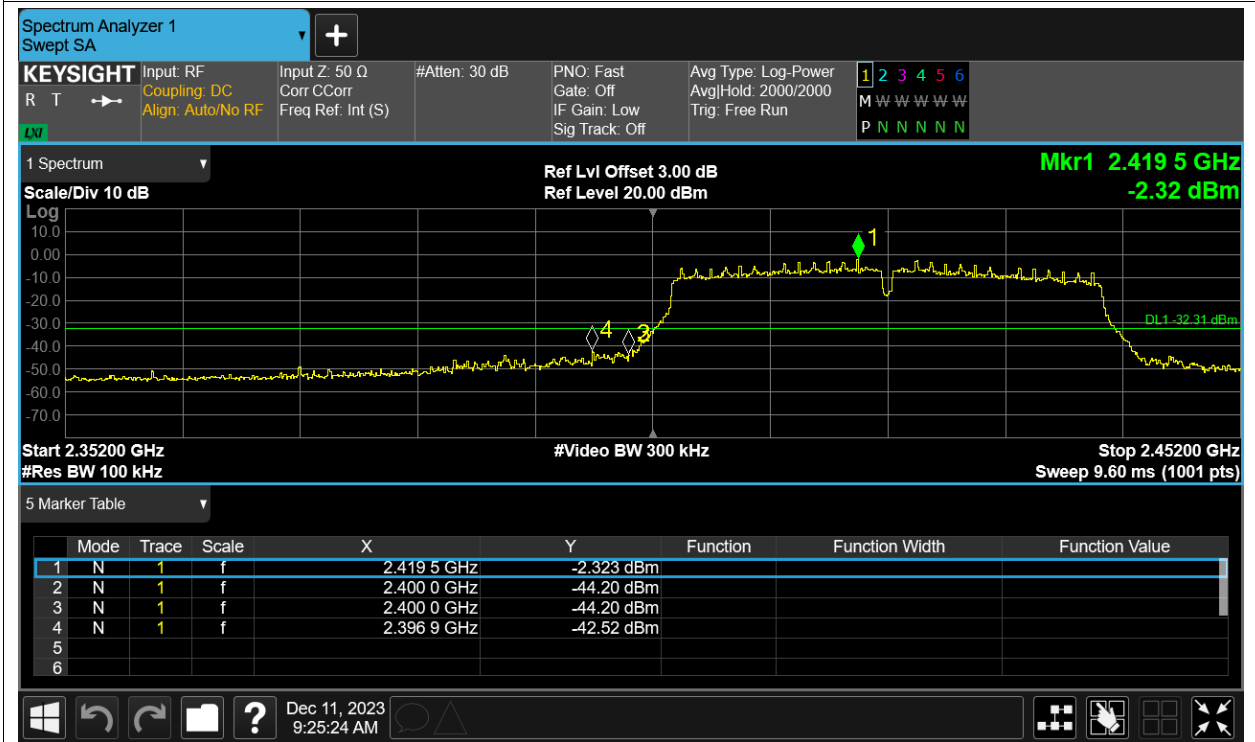 Spectrum Analyzer 1
Swept SA
+
KEYSIGHT
R T
LXI
Input: RF
Coupling: DC
Align: Auto/No RF
Input Z: 50 Ω
Corr CCorr
Freq Ref: Int (S)
#Atten: 30 dB
PNO: Fast
Gate: Off
IF Gain: Low
Sig Track: Off
Avg Type: Log-Power
Avg|Hold: 2000/2000
Trig: Free Run
1 2 3 4 5 6
M W W W W W
P N N N N N
1 Spectrum
Scale/Div 10 dB
Ref Lvl Offset 3.00 dB
Ref Level 20.00 dBm
Mkr1 2.419 5 GHz
-2.32 dBm
Log
10.0
0.00
-10.0
-20.0
-30.0
-40.0
-50.0
-60.0
-70.0
1
4
DL1 -32.31 dBm
Start 2.35200 GHz
#Video BW 300 kHz
Stop 2.45200 GHz
#Res BW 100 kHz
Sweep 9.60 ms (1001 pts)
5 Marker Table
Mode Trace Scale X Y Function Function Width Function Value
1 N 1 f 2.419 5 GHz -2.323 dBm
2 N 1 f 2.400 0 GHz -44.20 dBm
3 N 1 f 2.400 0 GHz -44.20 dBm
4 N 1 f 2.396 9 GHz -42.52 dBm
5
6
?
Dec 11, 2023
9:25:24 AM